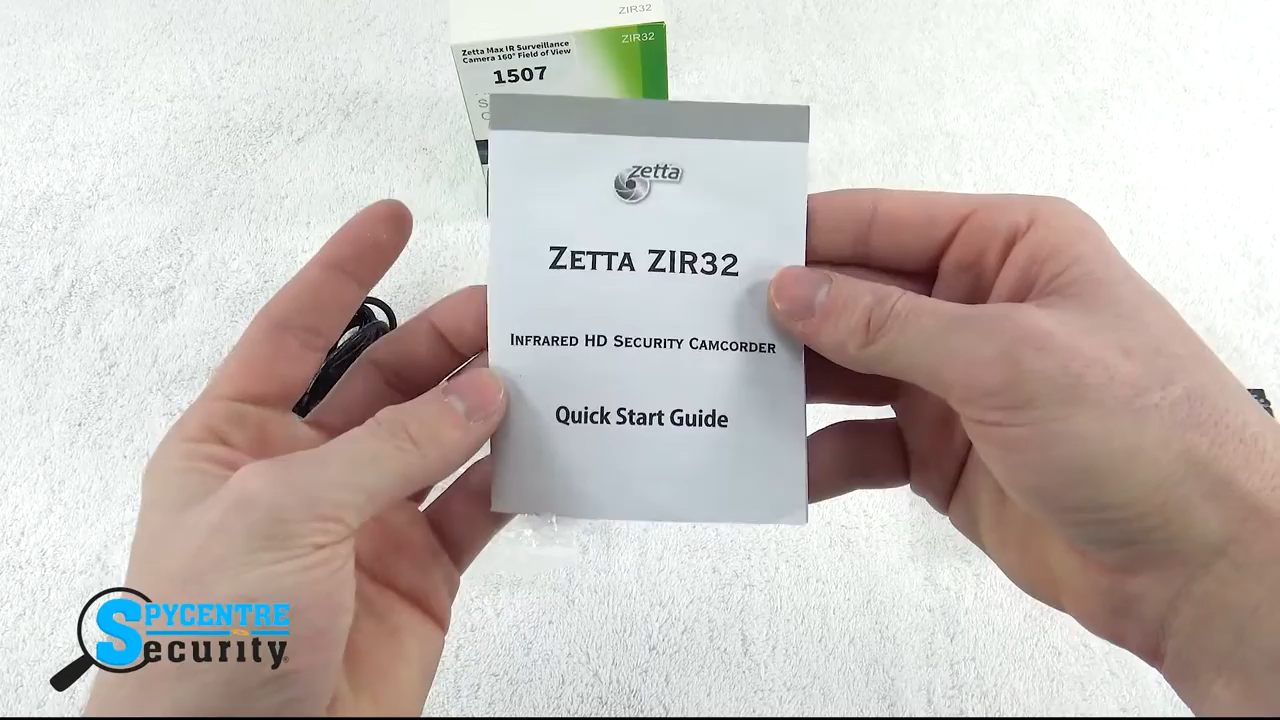 ZIR32
ZIR32
Zetta Max IR Surveillance
Camera 160° Field of View
1507
S
C
zetta
ZETTA ZIR32
INFRARED HD SECURITY CAMCORDER
Quick Start Guide
SPYCENTRE
Security